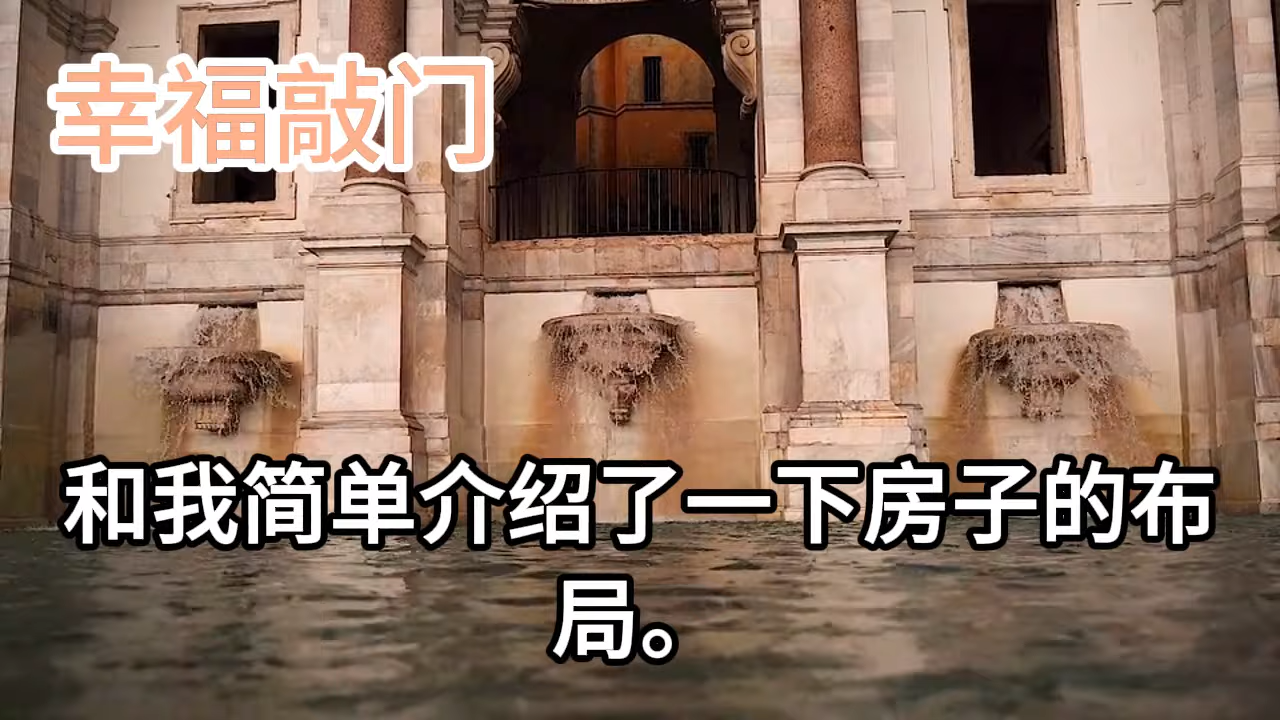 幸福敲门
和我简单介绍了一下房子的布
局。